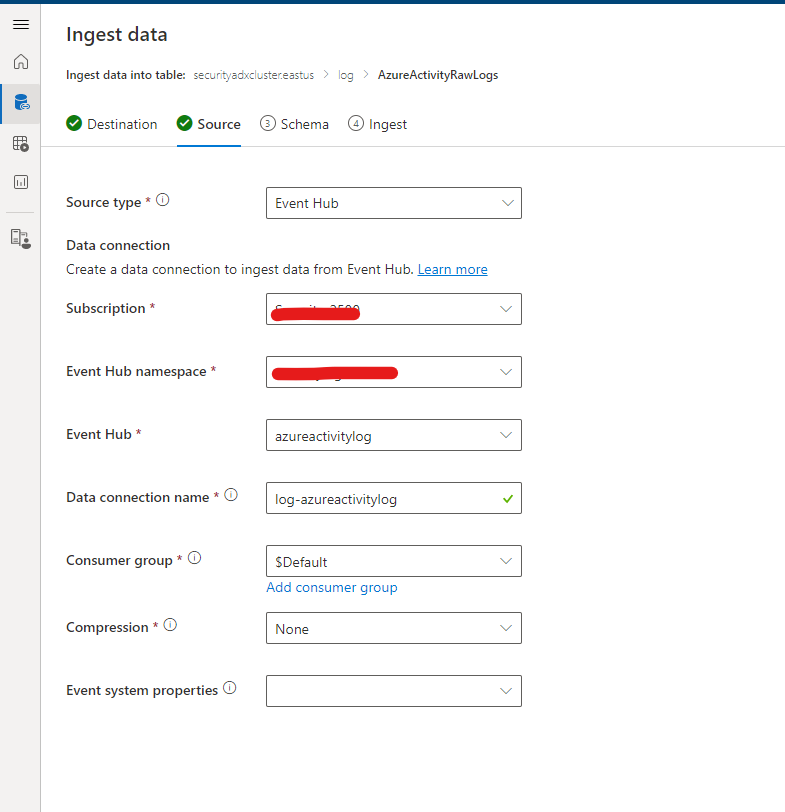 Ingest data
Ingest data into table: securityadxcluster.eastus > log > AzureActivityRawLogs
Destination Source 3 Schema 4 Ingest
Source type * Event Hub
Data connection
Create a data connection to ingest data from Event Hub. Learn more
Subscription *
Event Hub namespace *
Event Hub * azureactivitylog
Data connection name * log-azureactivitylog
Consumer group * $Default
Add consumer group
Compression * None
Event system properties